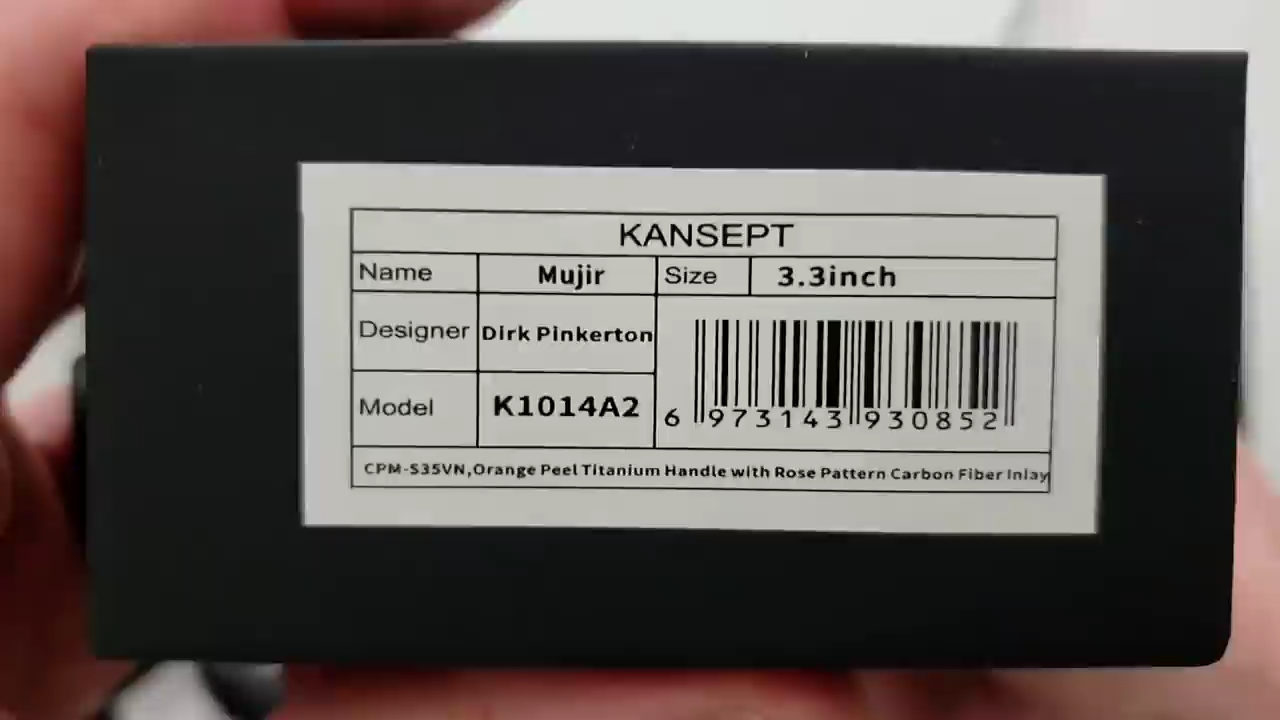 KANSEPT
Name Mujir Size 3.3inch
Designer Dirk Pinkerton
Model K1014A2
6 973143 930852
CPM-S35VN,Orange Peel Titanium Handle with Rose Pattern Carbon Fiber Inlay